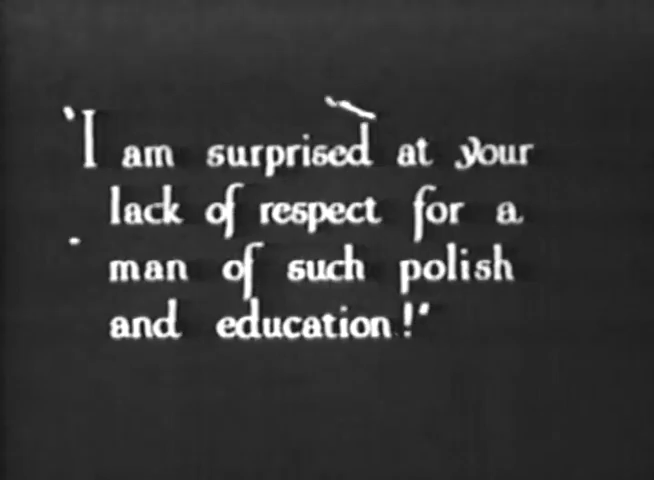 'I am surprised at your
lack of respect for a
man of such polish
and education!'